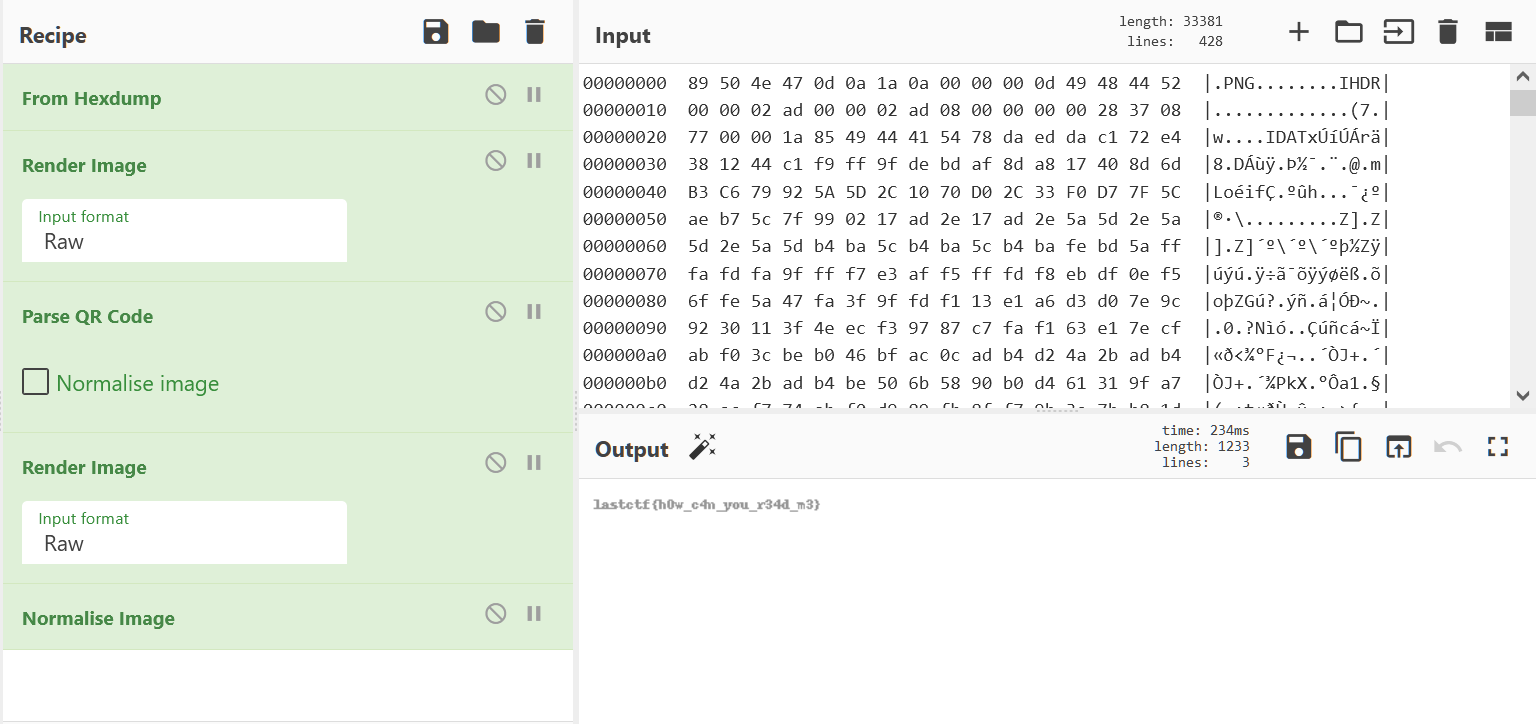 Recipe
From Hexdump
Render Image
Input format
Raw
Parse QR Code
Normalise image
Render Image
Input format
Raw
Normalise Image
Input
length: 33381
lines: 428
00000000 89 50 4e 47 0d 0a 1a 0a 00 00 00 0d 49 48 44 52 |.PNG........IHDR|
00000010 00 00 02 ad 00 00 02 ad 08 00 00 00 00 28 37 08 |.............(7.|
00000020 77 00 00 1a 85 49 44 41 54 78 da ed da c1 72 e4 |w....IDATxÚíÚÁrä|
00000030 38 12 44 c1 f9 ff 9f de bd af 8d a8 17 40 8d 6d |8.DÁùÿ.Þ½¯.¨.@.m|
00000040 B3 C6 79 92 5A 5D 2C 10 70 D0 2C 33 F0 D7 7F 5C |LoéifÇ.ºûh...¯¿º|
00000050 ae b7 5c 7f 99 02 17 ad 2e 17 ad 2e 5a 5d 2e 5a |®·\.........Z].Z|
00000060 5d 2e 5a 5d b4 ba 5c b4 ba 5c b4 ba fe bd 5a ff |].Z]´º\´º\´ºþ½Zÿ|
00000070 fa fd fa 9f ff f7 e3 af f5 ff fd f8 eb df 0e f5 |úýú.ÿ÷ã¯õÿýøëß.õ|
00000080 6f fe 5a 47 fa 3f 9f fd f1 13 e1 a6 d3 d0 7e 9c |oþZGú?.ýñ.á¦ÓÐ~.|
00000090 92 30 11 3f 4e ec f3 97 87 c7 fa f1 63 e1 7e cf |.0.?Nìó..Çúñcá~Ï|
000000a0 ab f0 3c be b0 46 bf ac 0c ad b4 d2 4a 2b ad b4 |«ð<¾°F¿¬..´ÒJ+.´|
000000b0 d2 4a 2b ad b4 be 50 6b 58 90 b0 d4 61 31 9f a7 |ÒJ+.´¾PkX.°Ôa1.§|
Output
time: 234ms
length: 1233
lines: 3
lastctf{h0w_c4n_you_r34d_m3}